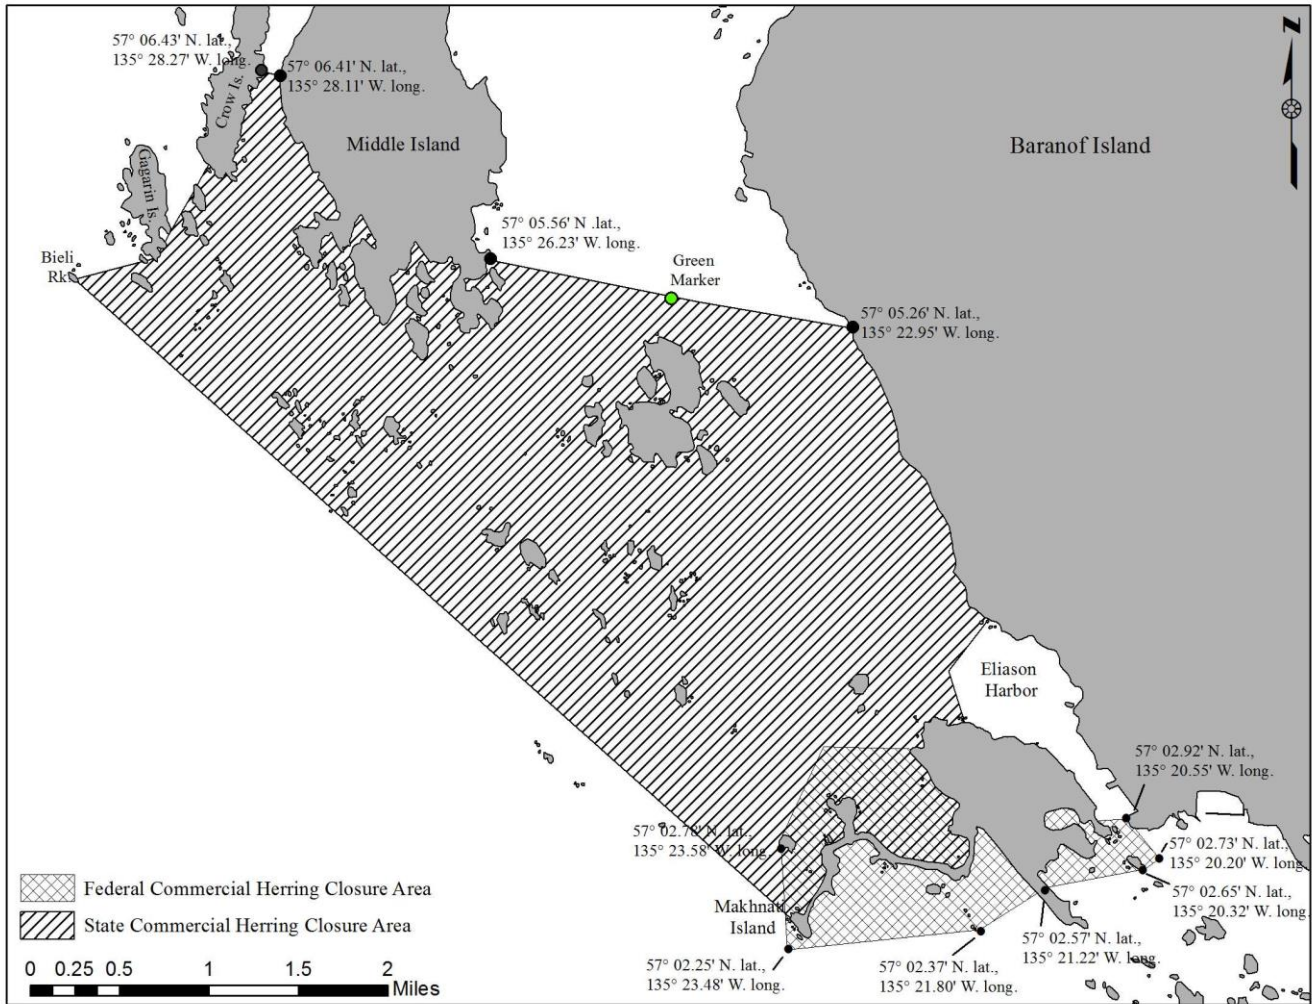 57° 06.43' N. lat.,
135° 28.27' W. long.
57° 06.41' N. lat.,
135° 28.11' W. long.
Crow Is.
Middle Island
Baranof Island
N
Gagarin Is.
57° 05.56' N .lat.,
135° 26.23' W. long.
Bieli
Rk.
Green
Marker
57° 05.26' N. lat.,
135° 22.95' W. long.
Eliason
Harbor
57° 02.92' N. lat.,
135° 20.55' W. long.
57° 02.78' N. lat.,
135° 23.58' W. long.
57° 02.73' N. lat.,
135° 20.20' W. long.
57° 02.65' N. lat.,
135° 20.32' W. long.
Makhnati
Island
57° 02.57' N. lat.,
135° 21.22' W. long.
57° 02.25' N. lat.,
135° 23.48' W. long.
57° 02.37' N. lat.,
135° 21.80' W. long.
Federal Commercial Herring Closure Area
State Commercial Herring Closure Area
0 0.25 0.5 1 1.5 2
Miles